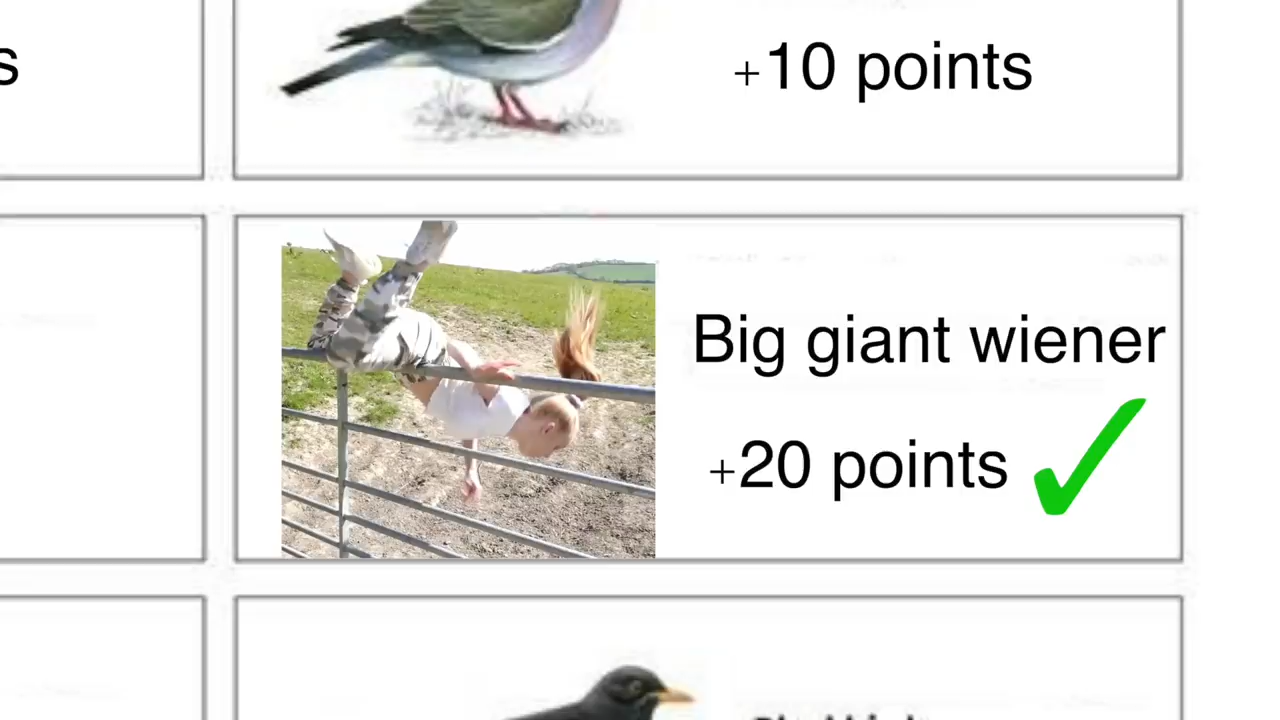 s
+10 points
Big giant wiener
+20 points